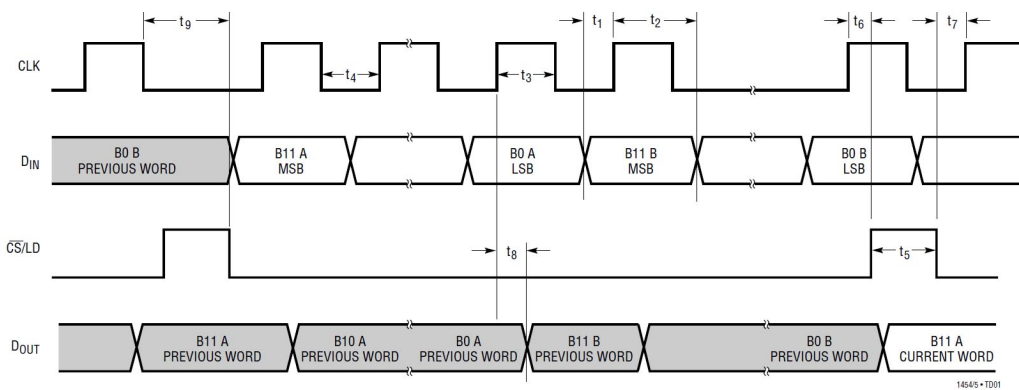 t9
t1
t2
t6
t7
CLK
t4
t3
DIN
B0 B
PREVIOUS WORD
B11 A
MSB
B0 A
LSB
B11 B
MSB
B0 B
LSB
CS/LD
t8
t5
DOUT
B11 A
PREVIOUS WORD
B10 A
PREVIOUS WORD
B0 A
PREVIOUS WORD
B11 B
PREVIOUS WORD
B0 B
PREVIOUS WORD
B11 A
CURRENT WORD
1454/5 • TD01